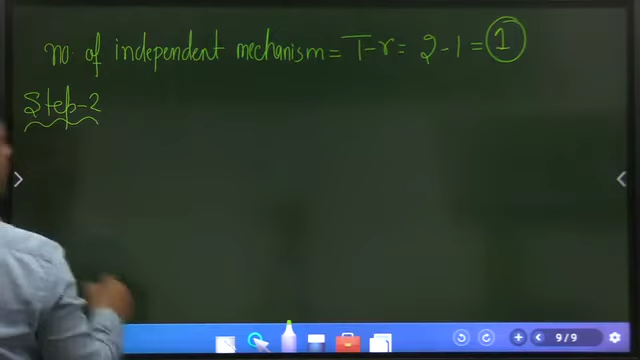 no. of independent mechanism = T-r = 2-1 = 1
Step-2
9/9